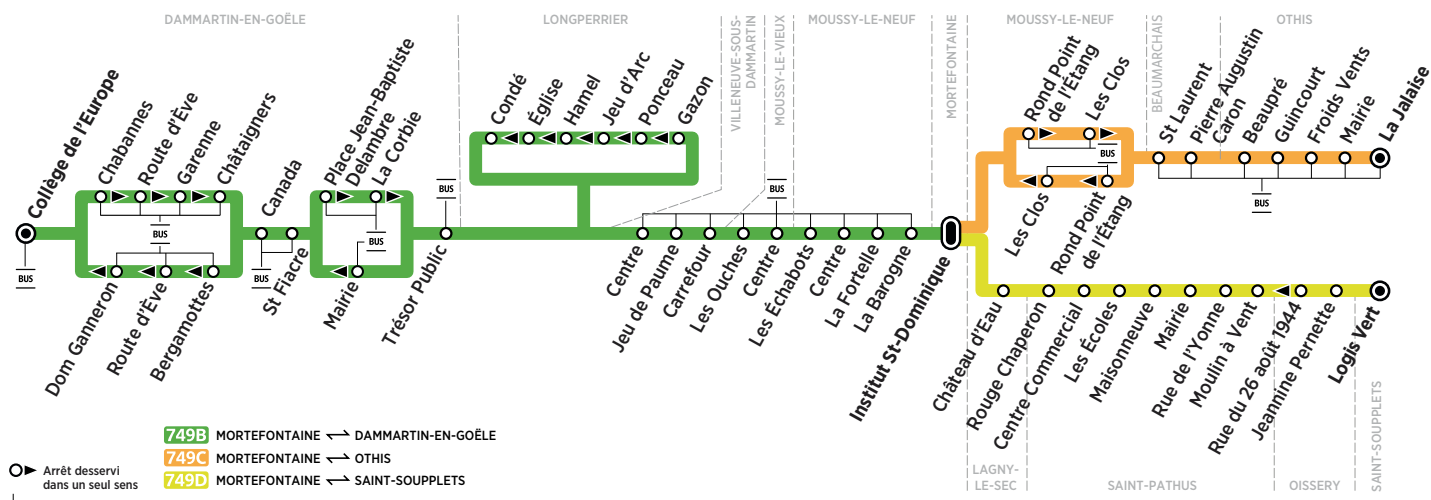 DAMMARTIN-EN-GOËLE
LONGPERRIER
VILLENEUVE-SOUS-
DAMMARTIN
MOUSSY-LE-VIEUX
MOUSSY-LE-NEUF
MORTEFONTAINE
MOUSSY-LE-NEUF
BEAUMARCHAIS
OTHIS
Collège de l'Europe
Chabannes
Route d'Ève
Garenne
Châtaigners
Canada
Place Jean-Baptiste
Delambre
La Corbie
Condé
Église
Hamel
Jeu d'Arc
Ponceau
Gazon
Rond Point
de l'Étang
Les Clos
St Laurent
Pierre Augustin
Caron
Beaupré
Guincourt
Froids Vents
Mairie
La Jalaise
BUS
BUS
BUS
BUS
BUS
BUS
BUS
BUS
Dom Ganneron
Route d'Ève
Bergamottes
St Fiacre
Mairie
Trésor Public
Centre
Jeu de Paume
Carrefour
Les Ouches
Centre
Les Échabots
Centre
La Fortelle
La Barogne
Institut St-Dominique
Les Clos
Rond Point
de l'Étang
Château d'Eau
Rouge Chaperon
Centre Commercial
Les Écoles
Maisonneuve
Mairie
Rue de l'Yonne
Moulin à Vent
Rue du 26 août 1944
Jeannine Pernette
Logis Vert
749B MORTEFONTAINE ⇌ DAMMARTIN-EN-GOËLE
749C MORTEFONTAINE ⇌ OTHIS
749D MORTEFONTAINE ⇌ SAINT-SOUPPLETS
Arrêt desservi
dans un seul sens
LAGNY-
LE-SEC
SAINT-PATHUS
OISSERY
SAINT-SOUPPLETS